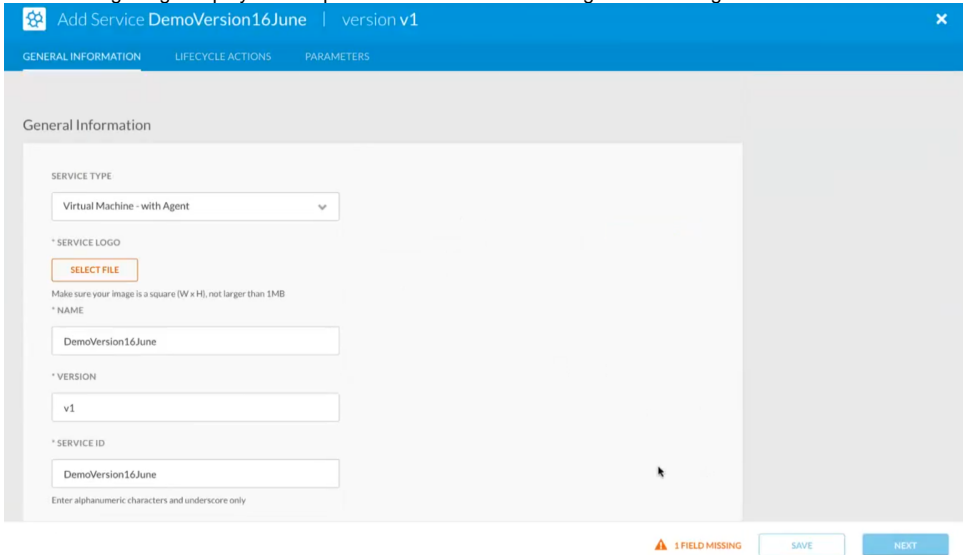 Add Service DemoVersion16June | version v1
GENERAL INFORMATION LIFECYCLE ACTIONS PARAMETERS
General Information
SERVICE TYPE
Virtual Machine - with Agent
* SERVICE LOGO
SELECT FILE
Make sure your image is a square (W x H), not larger than 1MB
* NAME
DemoVersion16June
* VERSION
v1
* SERVICE ID
DemoVersion16June
Enter alphanumeric characters and underscore only
1 FIELD MISSING SAVE NEXT